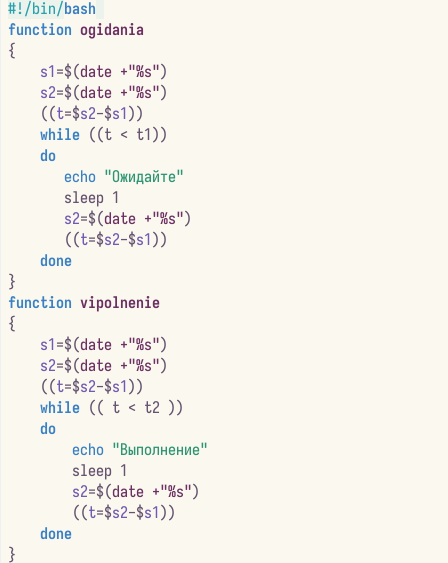 #!/bin/bash
function ogidania
{
    s1=$(date +"%s")
    s2=$(date +"%s")
    ((t=$s2-$s1))
    while ((t < t1))
    do
       echo "Ожидайте"
       sleep 1
       s2=$(date +"%s")
       ((t=$s2-$s1))
    done
}
function vipolnenie
{
    s1=$(date +"%s")
    s2=$(date +"%s")
    ((t=$s2-$s1))
    while (( t < t2 ))
    do
        echo "Выполнение"
        sleep 1
        s2=$(date +"%s")
        ((t=$s2-$s1))
    done
}